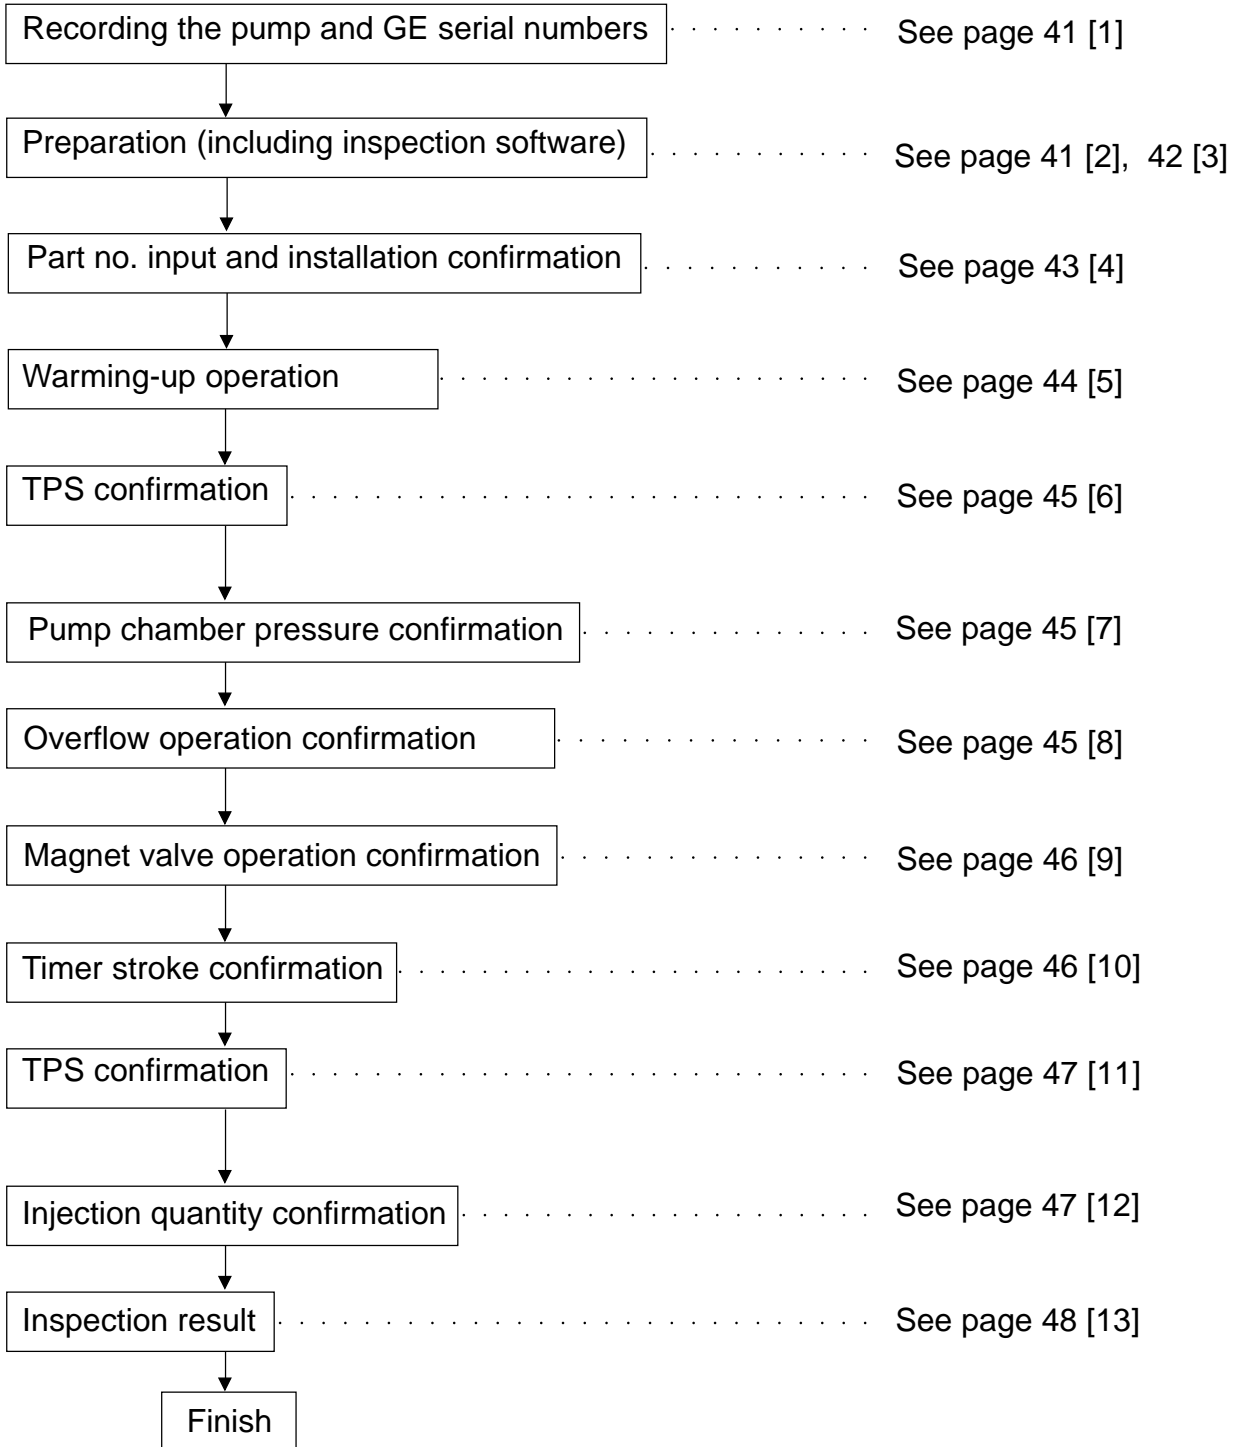 Recording the pump and GE serial numbers See page 41 [1]
Preparation (including inspection software) See page 41 [2], 42 [3]
Part no. input and installation confirmation See page 43 [4]
Warming-up operation See page 44 [5]
TPS confirmation See page 45 [6]
Pump chamber pressure confirmation See page 45 [7]
Overflow operation confirmation See page 45 [8]
Magnet valve operation confirmation See page 46 [9]
Timer stroke confirmation See page 46 [10]
TPS confirmation See page 47 [11]
Injection quantity confirmation See page 47 [12]
Inspection result See page 48 [13]
Finish